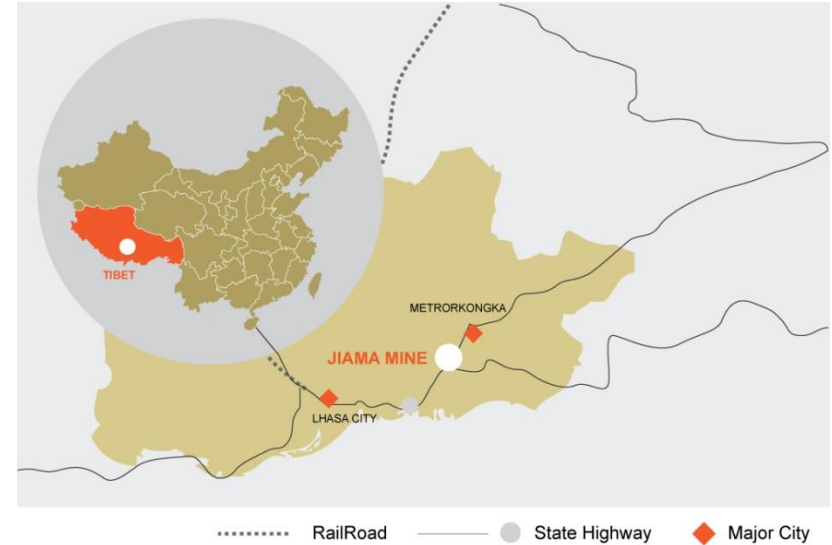 TIBET
METRORKONGKA
JIAMA MINE
LHASA CITY
RailRoad
State Highway
Major City